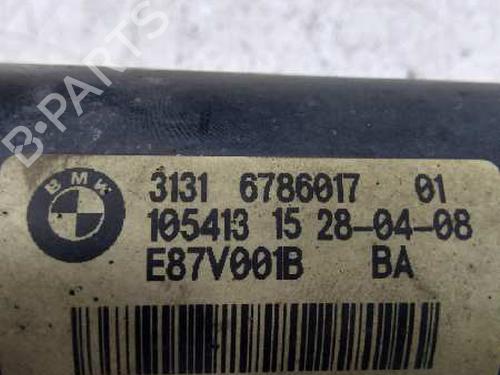 B-PARTS
BMW
3131 6786017 01
105413 15 28-04-08
E87V001B BA